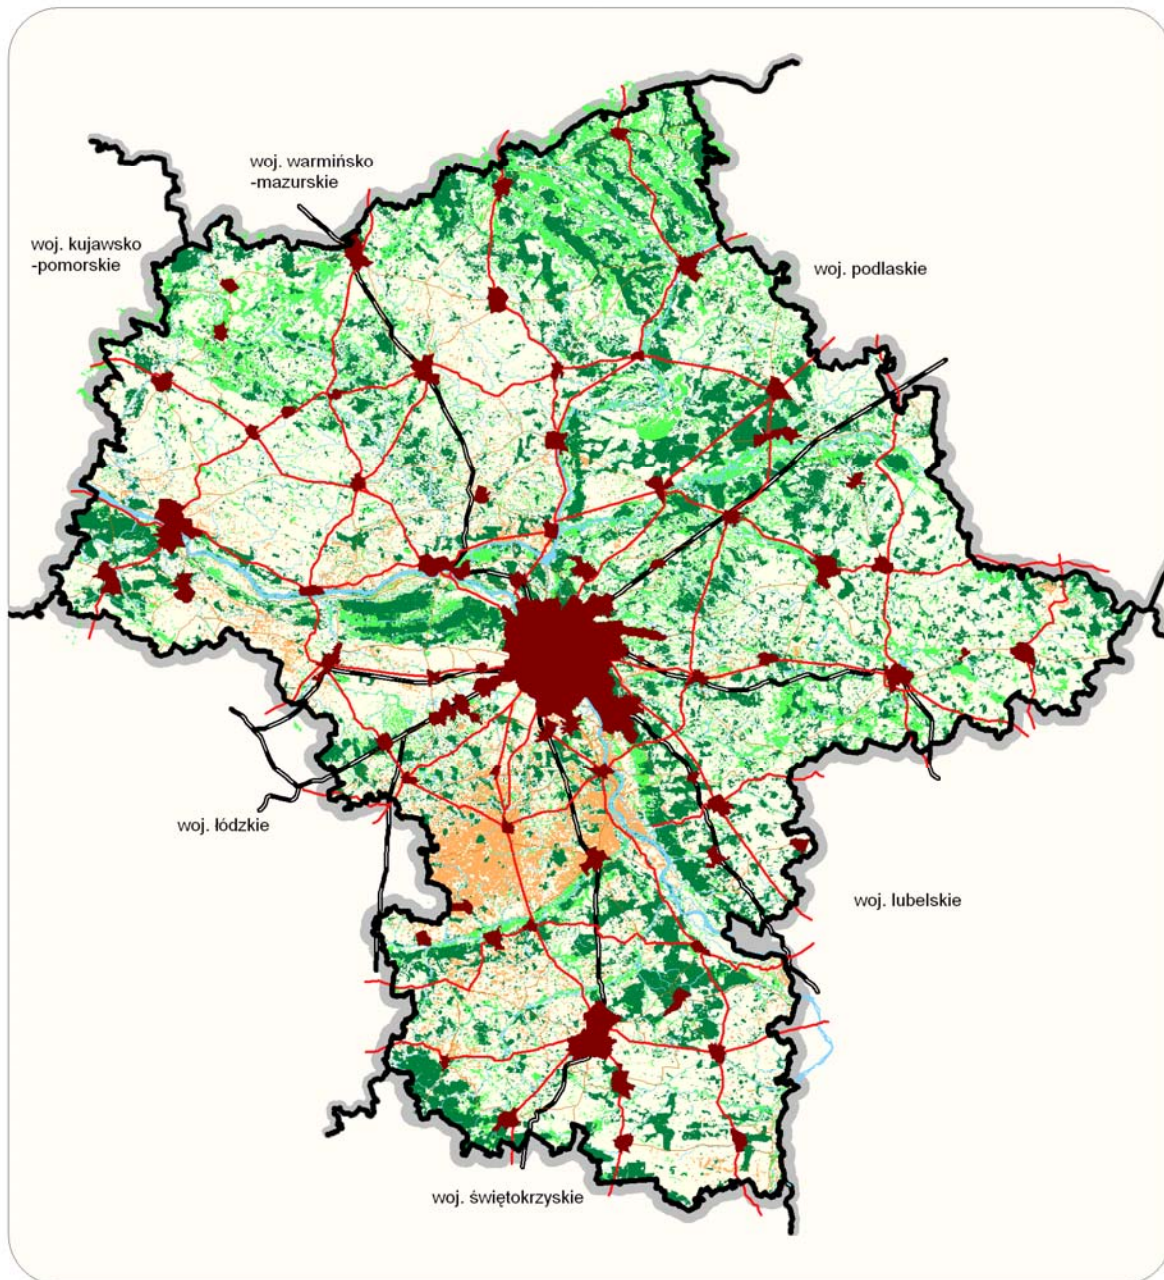 woj. warmińsko
-mazurskie
woj. kujawsko
-pomorskie
woj. podlaskie
woj. łódzkie
woj. lubelskie
woj. świętokrzyskie